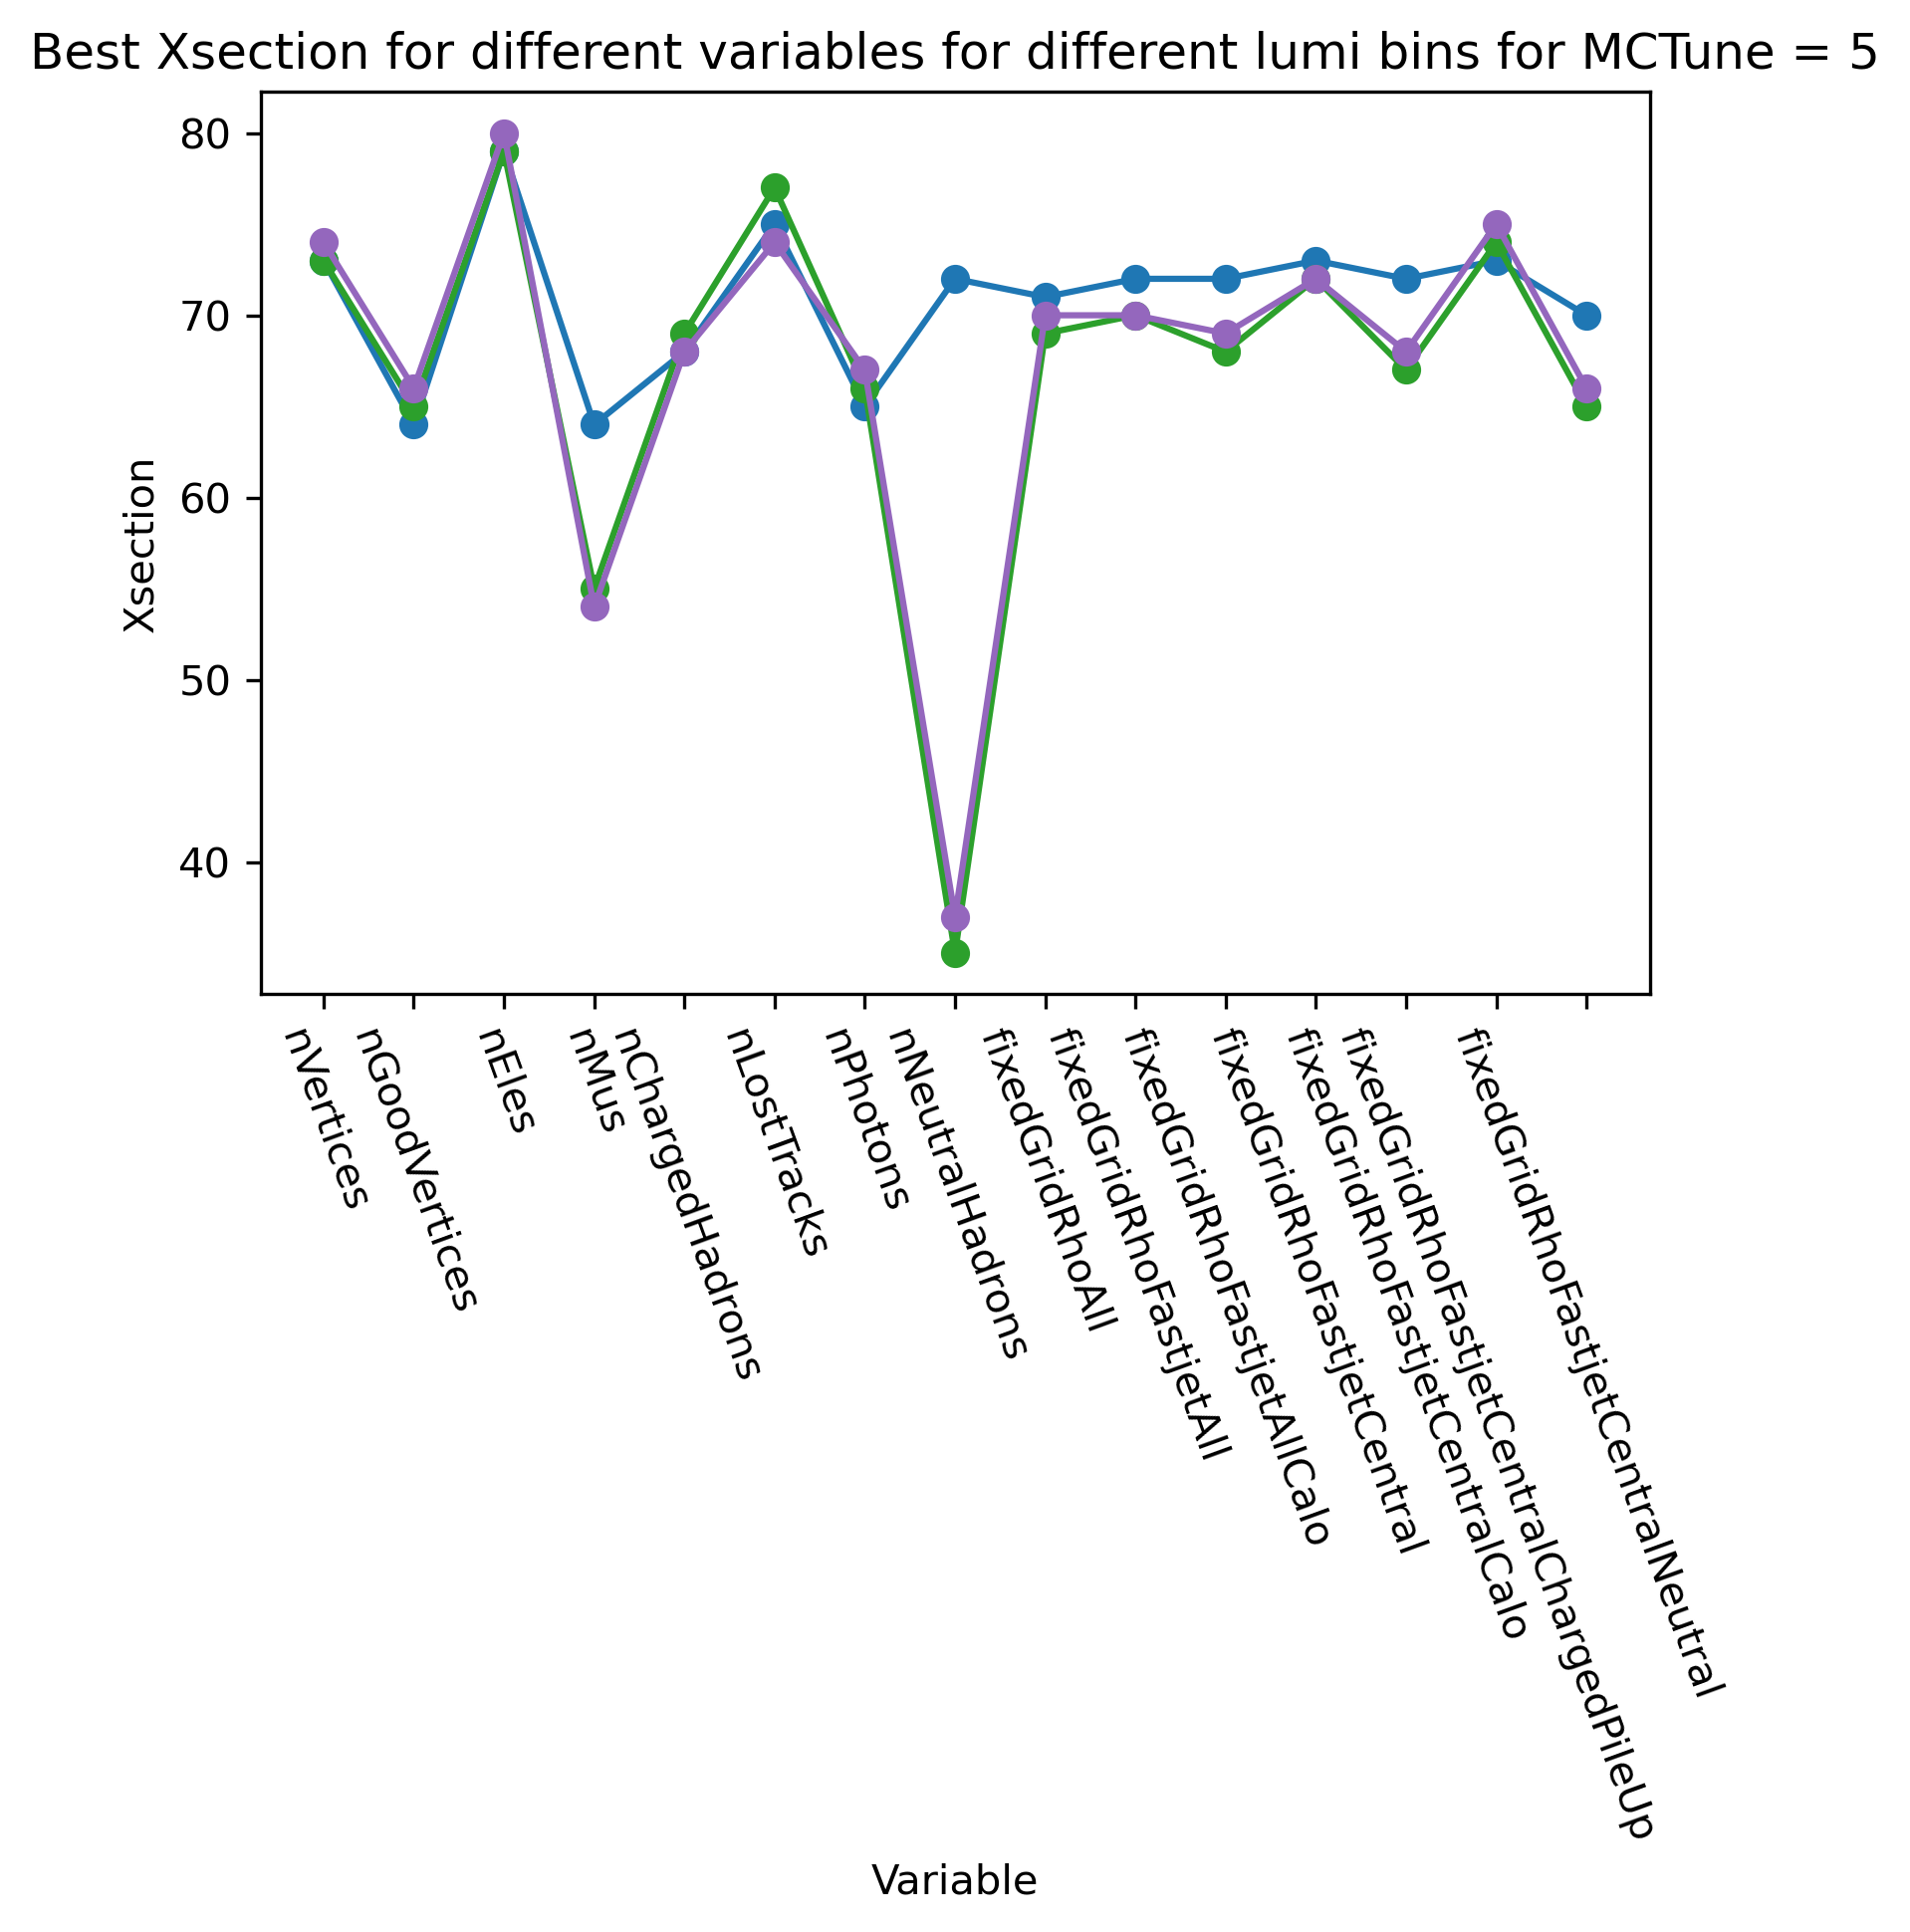 Best Xsection for different variables for different lumi bins for MCTune = 5
80
70
60
50
40
Xsection
nVertices
nGoodVertices
nEles
nMus
nChargedHadrons
nLostTracks
nPhotons
nNeutralHadrons
fixedGridRhoAll
fixedGridRhoFastjetAll
fixedGridRhoFastjetAllCalo
fixedGridRhoFastjetCentral
fixedGridRhoFastjetCentralCalo
fixedGridRhoFastjetCentralChargedPileUp
fixedGridRhoFastjetCentralNeutral
Variable